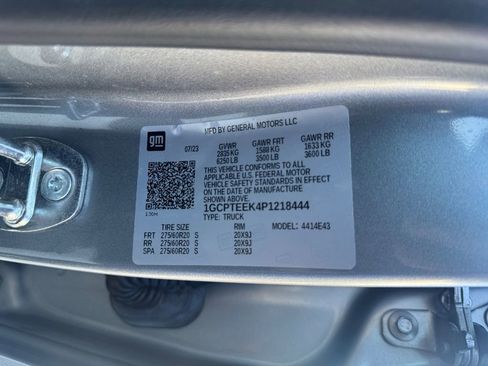 gm
MFD BY GENERAL MOTORS LLC
07/23 GVWR GAWR FRT GAWR RR
2835 KG 1588 KG 1633 KG
6250 LB 3500 LB 3600 LB
THIS VEHICLE CONFORMS TO ALL
APPLICABLE U.S. FEDERAL MOTOR
VEHICLE SAFETY STANDARDS IN EFFECT
ON THE DATE OF MANUFACTURE
SHOWN ABOVE.
1GCPTEEK4P1218444
TYPE: TRUCK
TIRE SIZE RIM MODEL: 4414E43
FRT 275/60R20 S 20X9J
RR 275/60R20 S 20X9J
SPA 275/60R20 S 20X9J